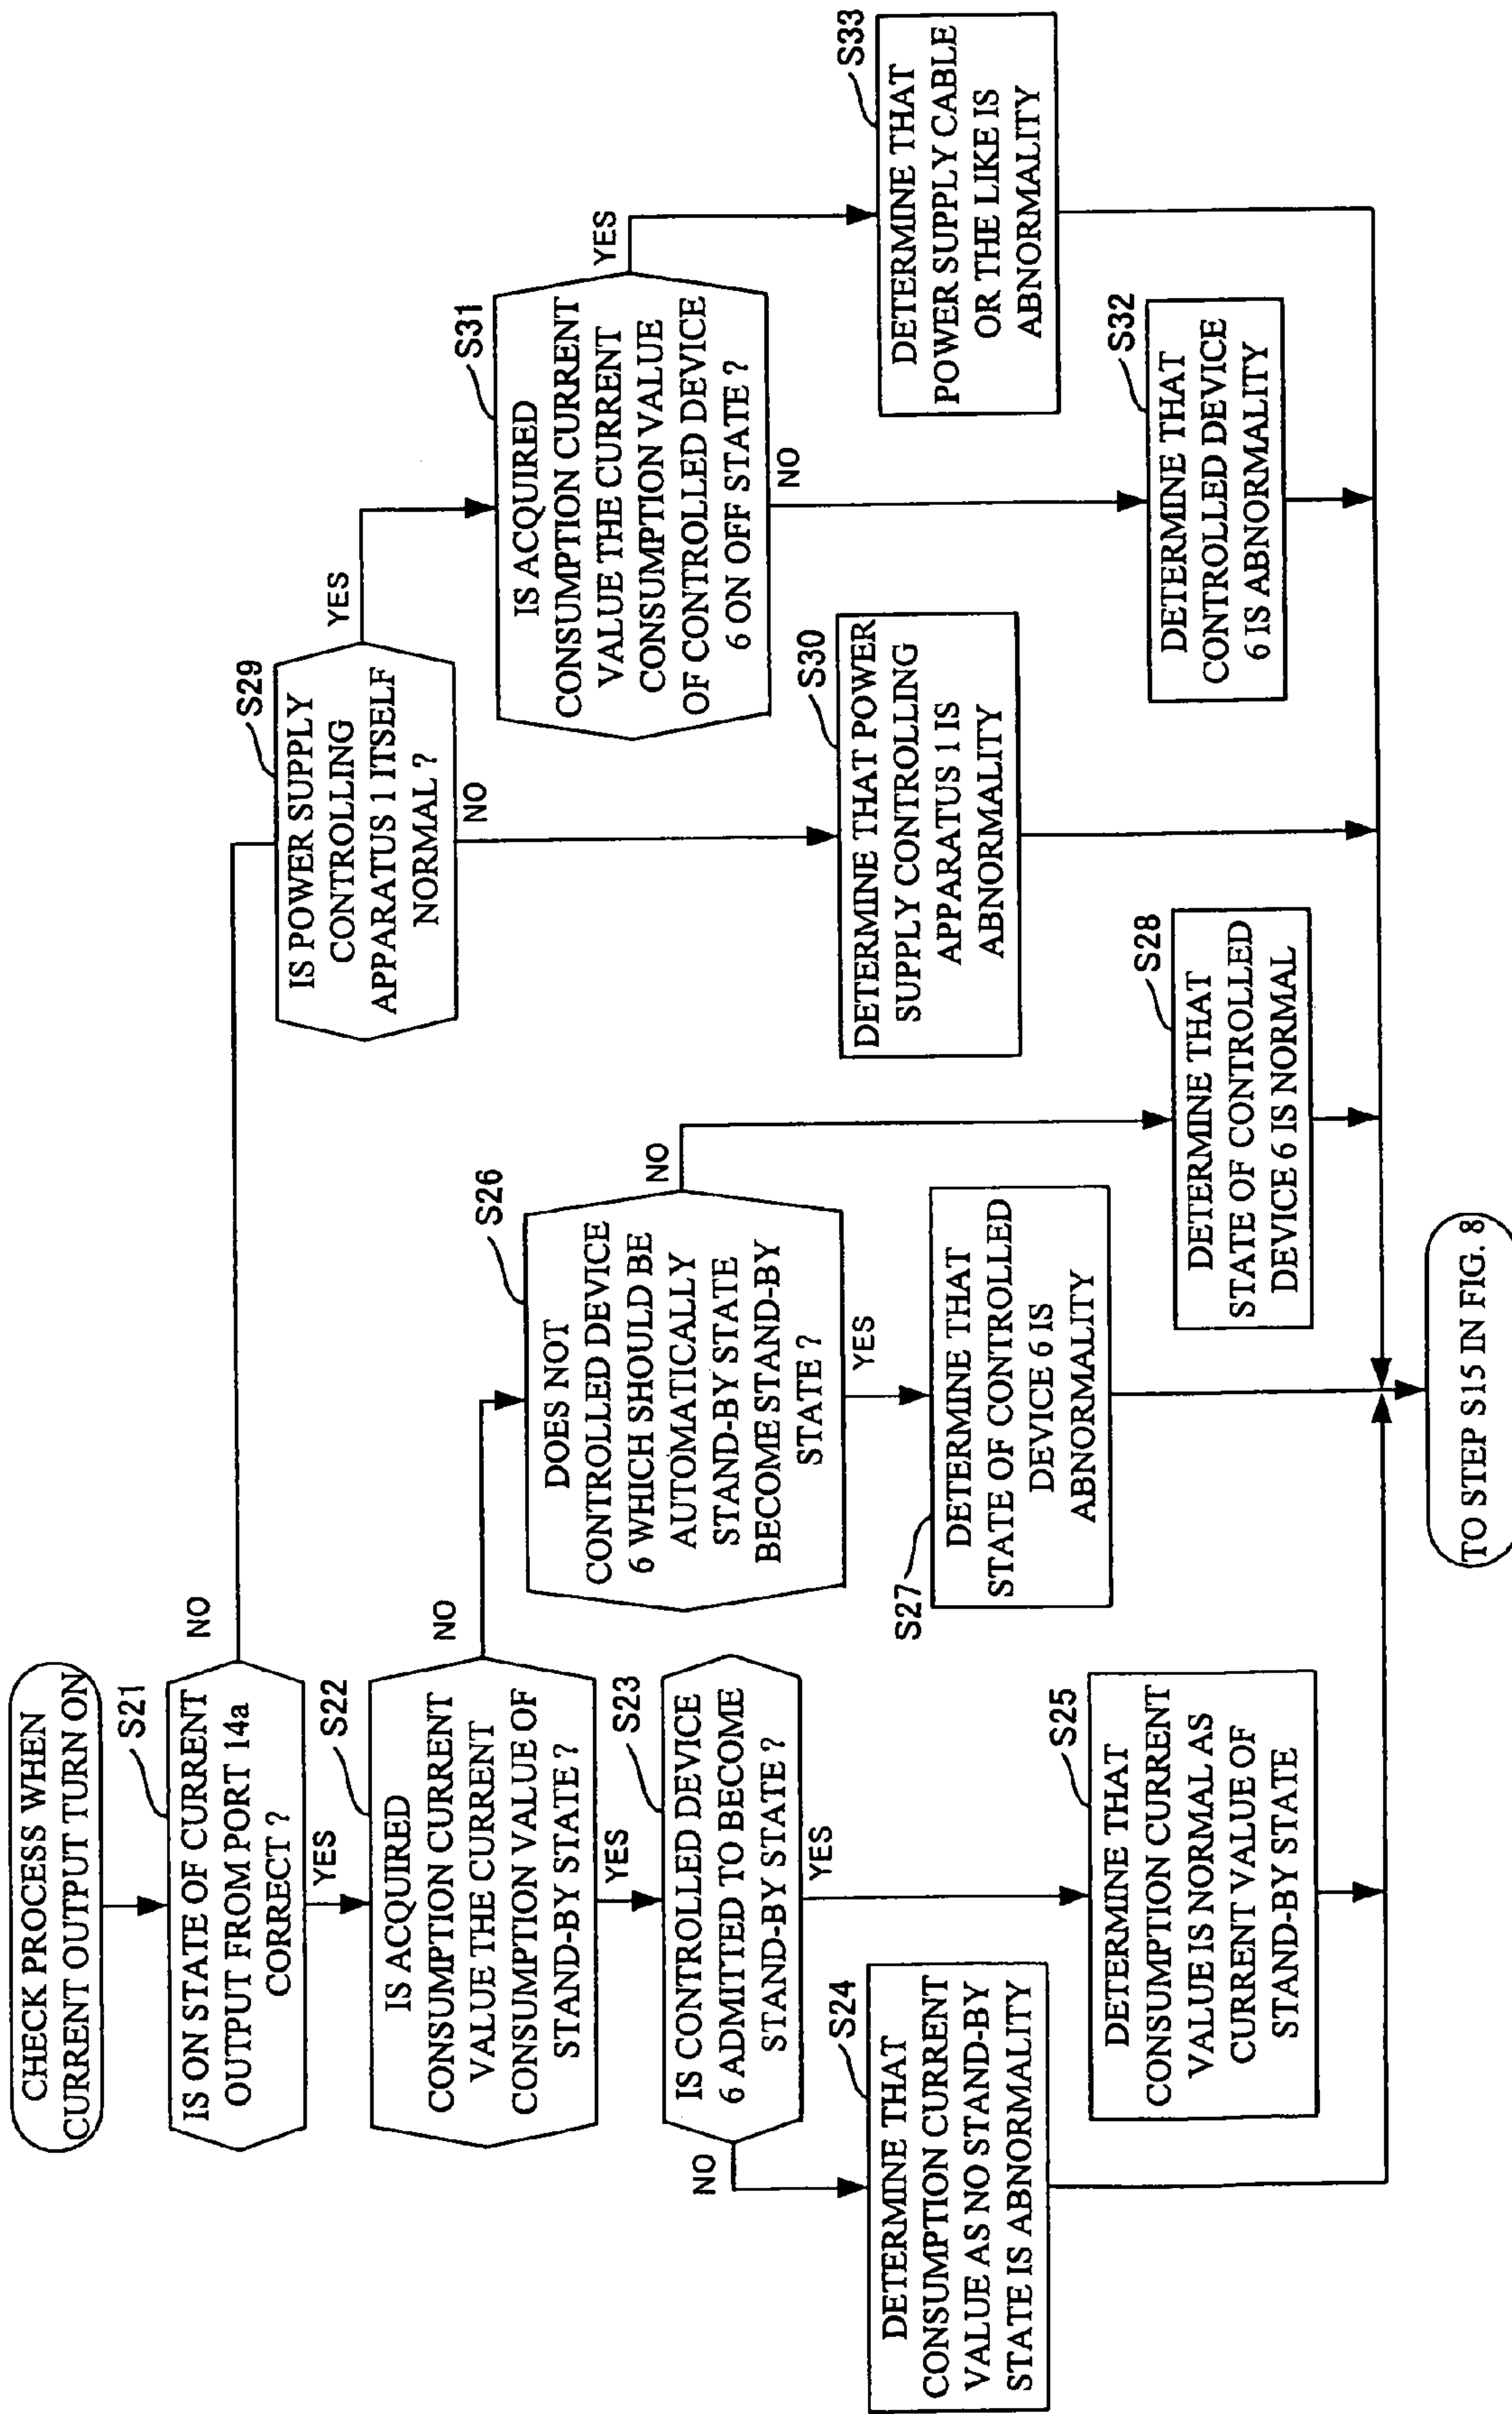 CHECK PROCESS WHEN
CURRENT OUTPUT TURN ON
S21
IS ON STATE OF CURRENT
OUTPUT FROM PORT 14a
CORRECT ?
NO
YES
S22
IS ACQUIRED
CONSUMPTION CURRENT
VALUE THE CURRENT
CONSUMPTION VALUE OF
STAND-BY STATE ?
NO
YES
S23
IS CONTROLLED DEVICE
6 ADMITTED TO BECOME
STAND-BY STATE ?
NO
YES
S24
DETERMINE THAT
CONSUMPTION CURRENT
VALUE AS NO STAND-BY
STATE IS ABNORMALITY
S25
DETERMINE THAT
CONSUMPTION CURRENT
VALUE IS NORMAL AS
CURRENT VALUE OF
STAND-BY STATE
S26
DOES NOT
CONTROLLED DEVICE
6 WHICH SHOULD BE
AUTOMATICALLY
STAND-BY STATE
BECOME STAND-BY
STATE ?
NO
YES
S27
DETERMINE THAT
STATE OF CONTROLLED
DEVICE 6 IS
ABNORMALITY
S28
DETERMINE THAT
STATE OF CONTROLLED
DEVICE 6 IS NORMAL
S29
IS POWER SUPPLY
CONTROLLING
APPARATUS 1 ITSELF
NORMAL ?
YES
NO
S30
DETERMINE THAT POWER
SUPPLY CONTROLLING
APPARATUS 1 IS
ABNORMALITY
S31
IS ACQUIRED
CONSUMPTION CURRENT
VALUE THE CURRENT
CONSUMPTION VALUE
OF CONTROLLED DEVICE
6 ON OFF STATE ?
YES
NO
S32
DETERMINE THAT
CONTROLLED DEVICE
6 IS ABNORMALITY
S33
DETERMINE THAT
POWER SUPPLY CABLE
OR THE LIKE IS
ABNORMALITY
TO STEP S15 IN FIG. 8